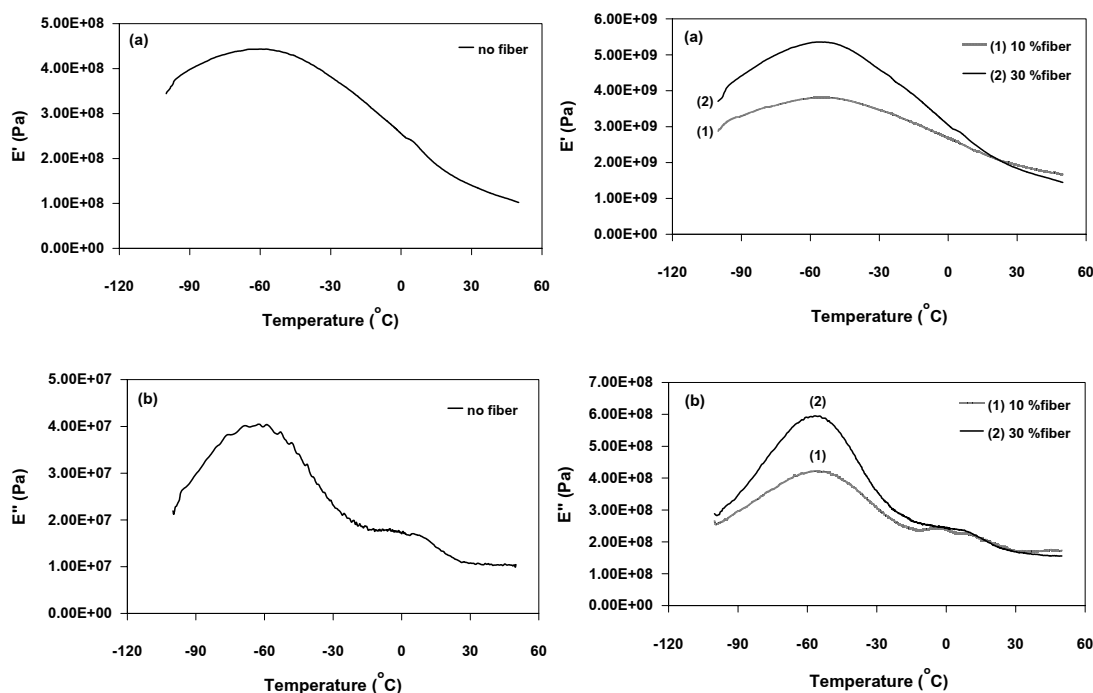 5.00E+08
4.00E+08
3.00E+08
2.00E+08
1.00E+08
0.00E+00
E' (Pa)
(a)
no fiber
-120 -90 -60 -30 0 30 60
Temperature (°C)
6.00E+09
5.00E+09
4.00E+09
3.00E+09
2.00E+09
1.00E+09
0.00E+00
E' (Pa)
(a)
(1) 10 %fiber
(2) 30 %fiber
(2)
(1)
-120 -90 -60 -30 0 30 60
Temperature (°C)
5.00E+07
4.00E+07
3.00E+07
2.00E+07
1.00E+07
0.00E+00
E" (Pa)
(b)
no fiber
-120 -90 -60 -30 0 30 60
Temperature (°C)
7.00E+08
6.00E+08
5.00E+08
4.00E+08
3.00E+08
2.00E+08
1.00E+08
0.00E+00
E" (Pa)
(b)
(1) 10 %fiber
(2) 30 %fiber
(2)
(1)
-120 -90 -60 -30 0 30 60
Temperature (°C)